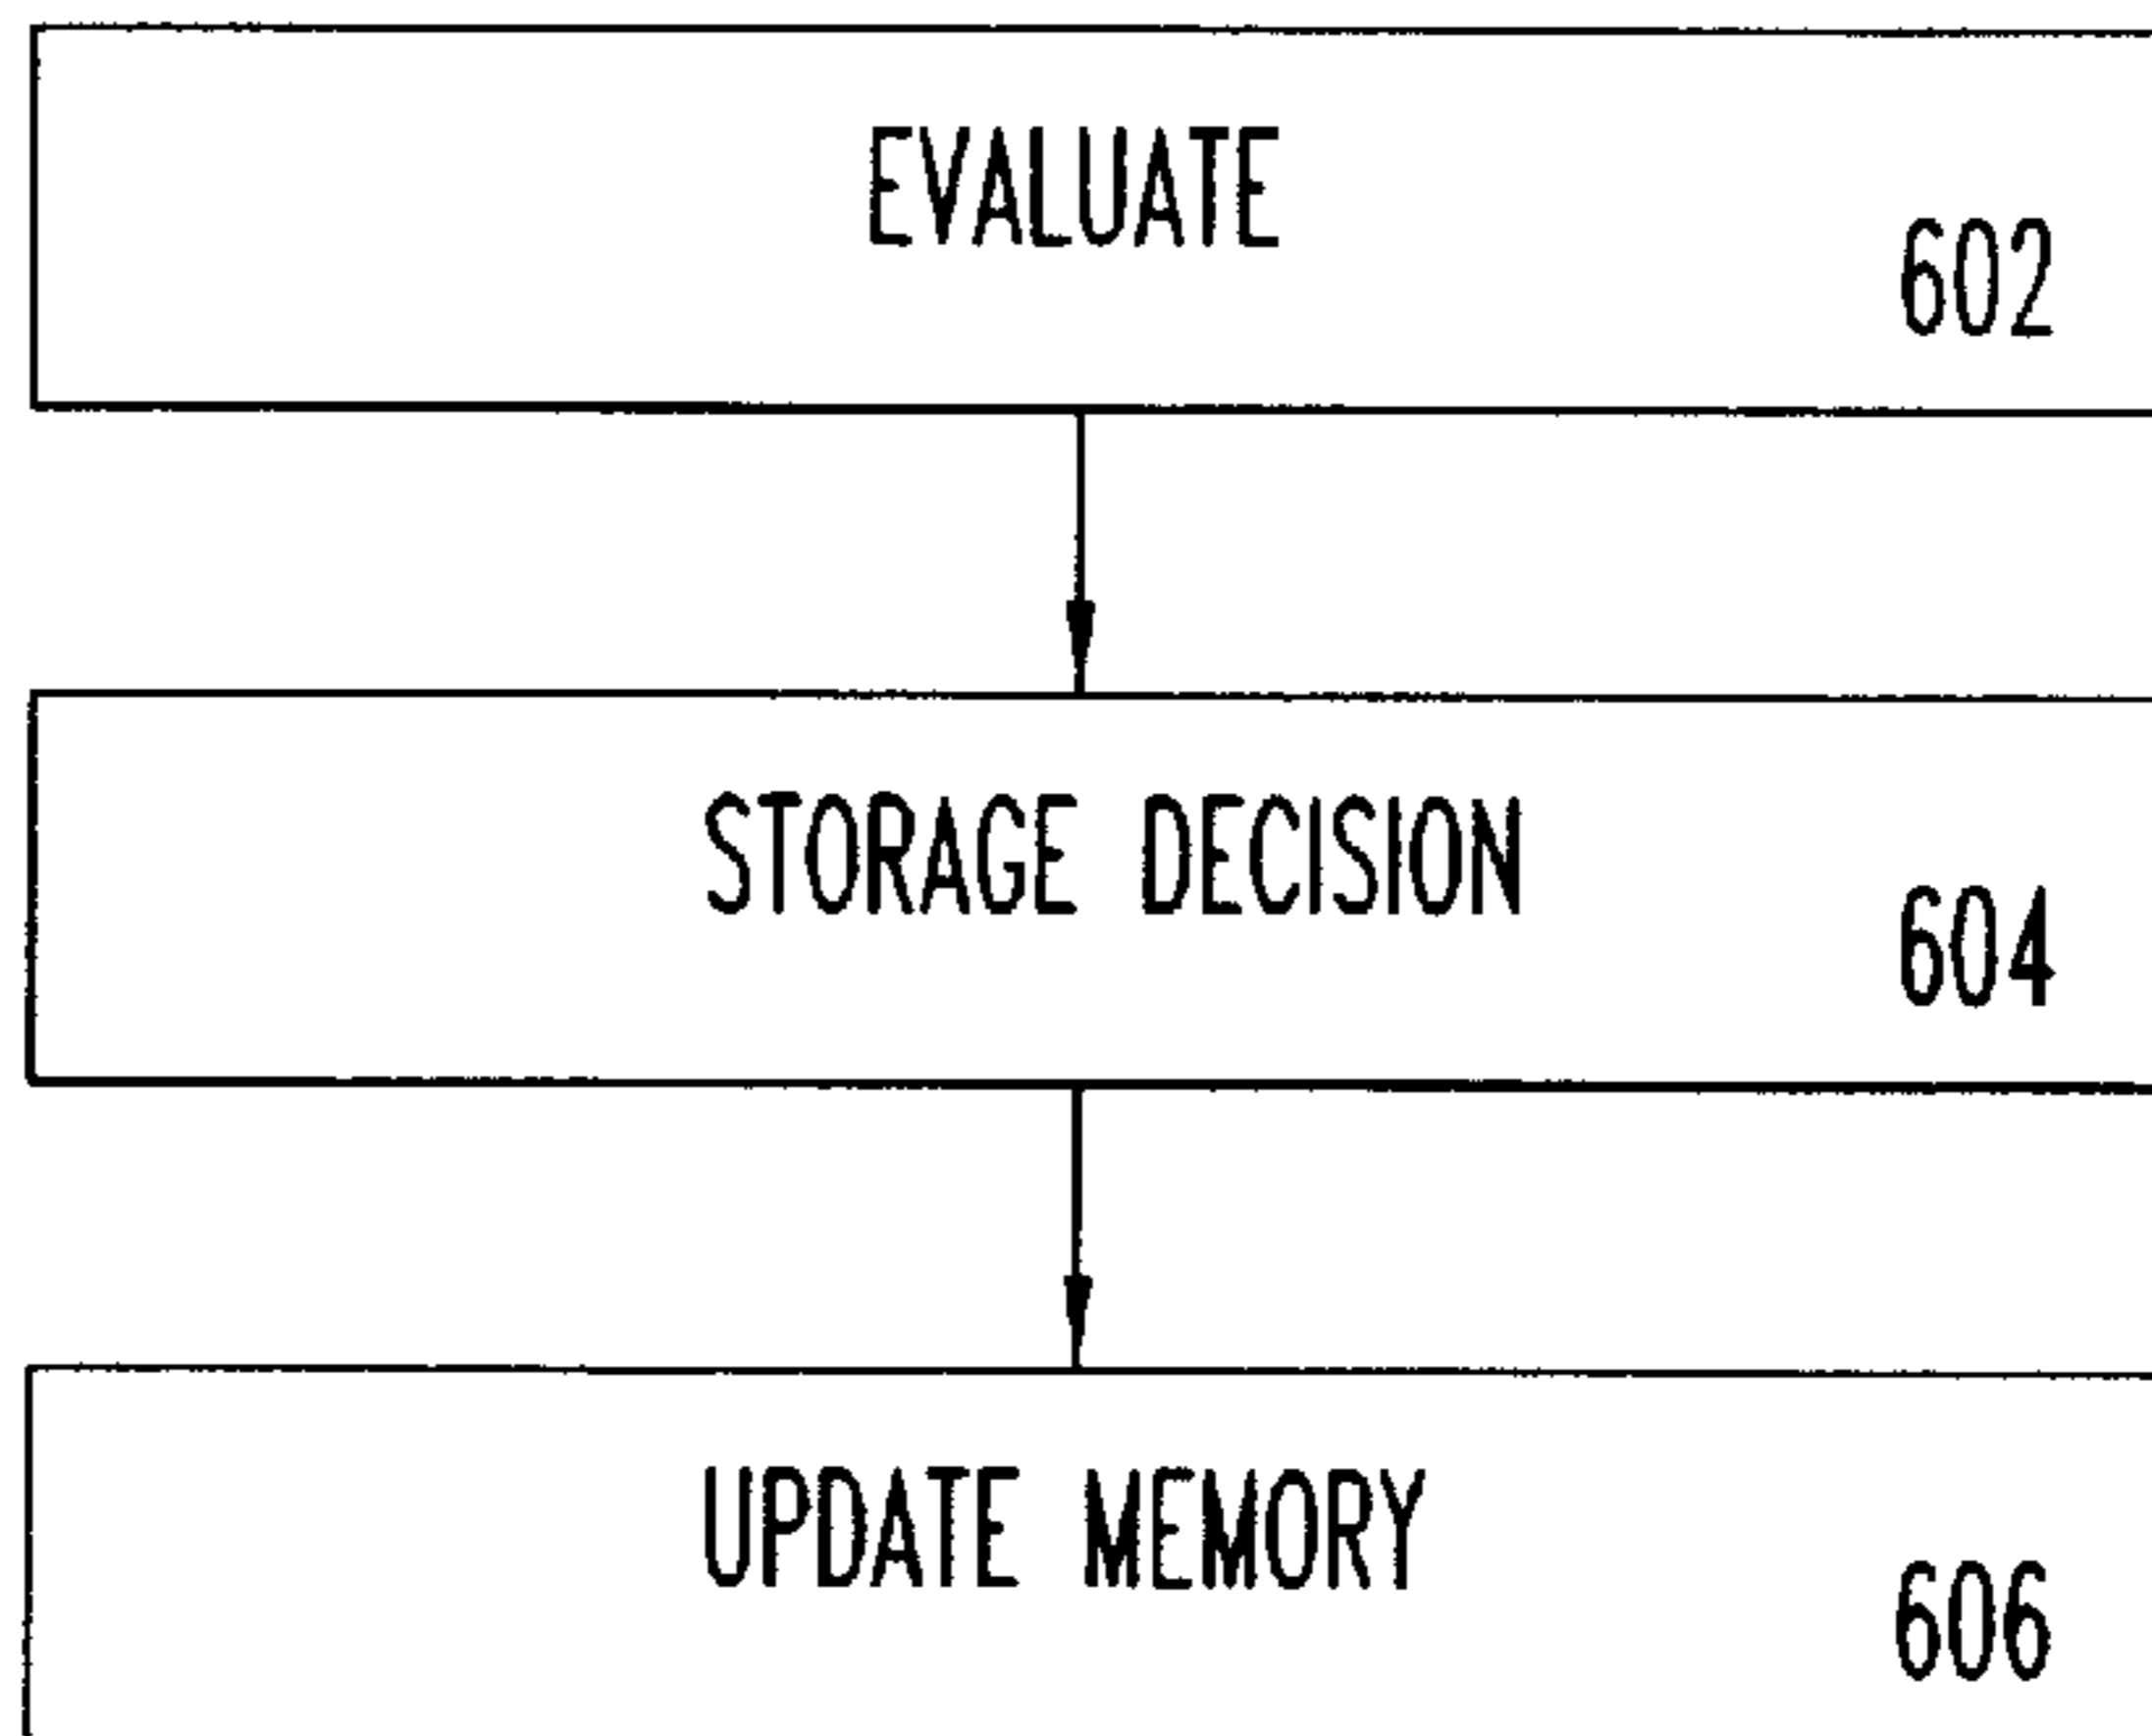 EVALUATE
602
STORAGE DECISION
604
UPDATE MEMORY
606